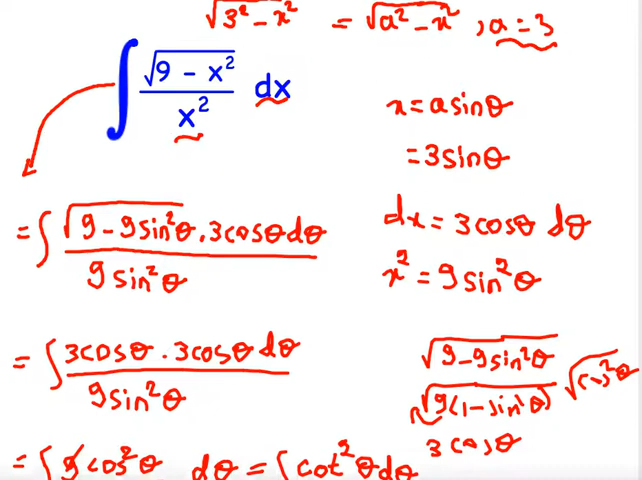 √(3² − x²) = √(a² − x²), a = 3
∫ √(9 − x²) / x² dx
x = a sinθ
= 3 sinθ
dx = 3cosθ dθ
x² = 9 sin²θ
= ∫ √(9 − 9sin²θ) . 3cosθ dθ / 9 sin²θ
= ∫ 3cosθ . 3cosθ dθ / 9 sin²θ
√(9 − 9sin²θ)
√(9(1 − sin²θ)) √(cos²θ)
3 cosθ
= ∫ 9 cos²θ dθ = ∫ cot²θ dθ